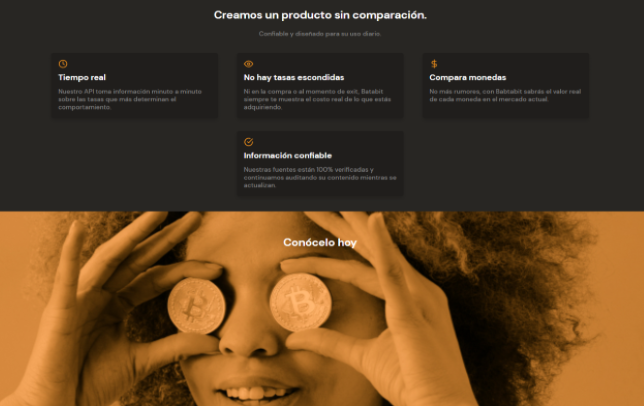 Creamos un producto sin comparación.
Confiable y diseñado para su uso diario.
Tiempo real
Nuestro API toma información minuto a minuto
sobre las tasas que más determinan el
comportamiento.
No hay tasas escondidas
Ni en la compra o al momento de exit, Batabit
siempre te muestra el costo real de lo que estás
adquiriendo.
Compara monedas
No más rumores, con Babtabit sabrás el valor real
de cada moneda en el mercado actual.
Información confiable
Nuestras fuentes están 100% verificadas y
continuamos auditando su contenido mientras se
actualizan.
Conócelo hoy